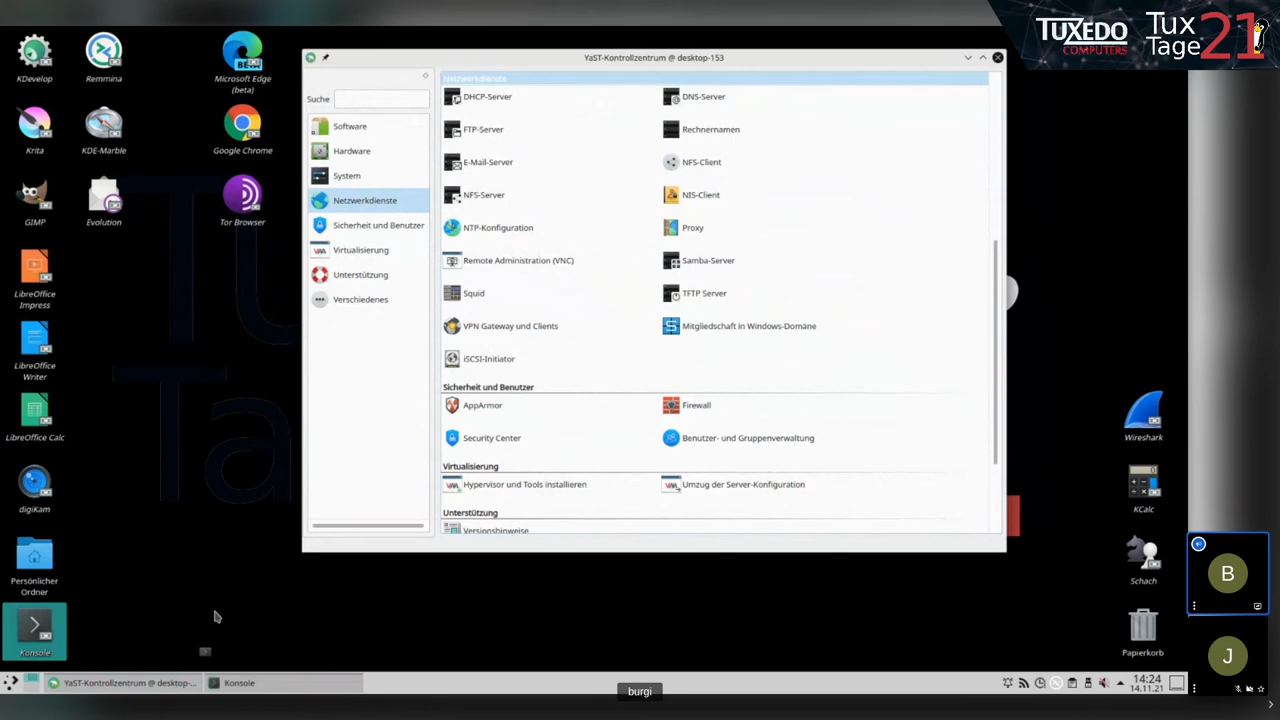 TUXEDO
COMPUTERS
Tux
Tage
21
KDevelop
Remmina
Microsoft Edge
(beta)
Krita
KDE-Marble
Google Chrome
GIMP
Evolution
Tor Browser
LibreOffice
Impress
LibreOffice
Writer
LibreOffice Calc
digiKam
Persönlicher
Ordner
Konsole
YaST-Kontrollzentrum @ desktop-153
Suche
Software
Hardware
System
Netzwerkdienste
Sicherheit und Benutzer
Virtualisierung
Unterstützung
Verschiedenes
Netzwerkdienste
DHCP-Server
DNS-Server
FTP-Server
Rechnernamen
E-Mail-Server
NFS-Client
NFS-Server
NIS-Client
NTP-Konfiguration
Proxy
Remote Administration (VNC)
Samba-Server
Squid
TFTP Server
VPN Gateway und Clients
Mitgliedschaft in Windows-Domäne
iSCSI-Initiator
Sicherheit und Benutzer
AppArmor
Firewall
Security Center
Benutzer- und Gruppenverwaltung
Virtualisierung
Hypervisor und Tools installieren
Umzug der Server-Konfiguration
Unterstützung
Versionshinweise
Wireshark
KCalc
Schach
Papierkorb
B
J
YaST-Kontrollzentrum @ desktop-...
Konsole
14:24
14.11.21
burgi